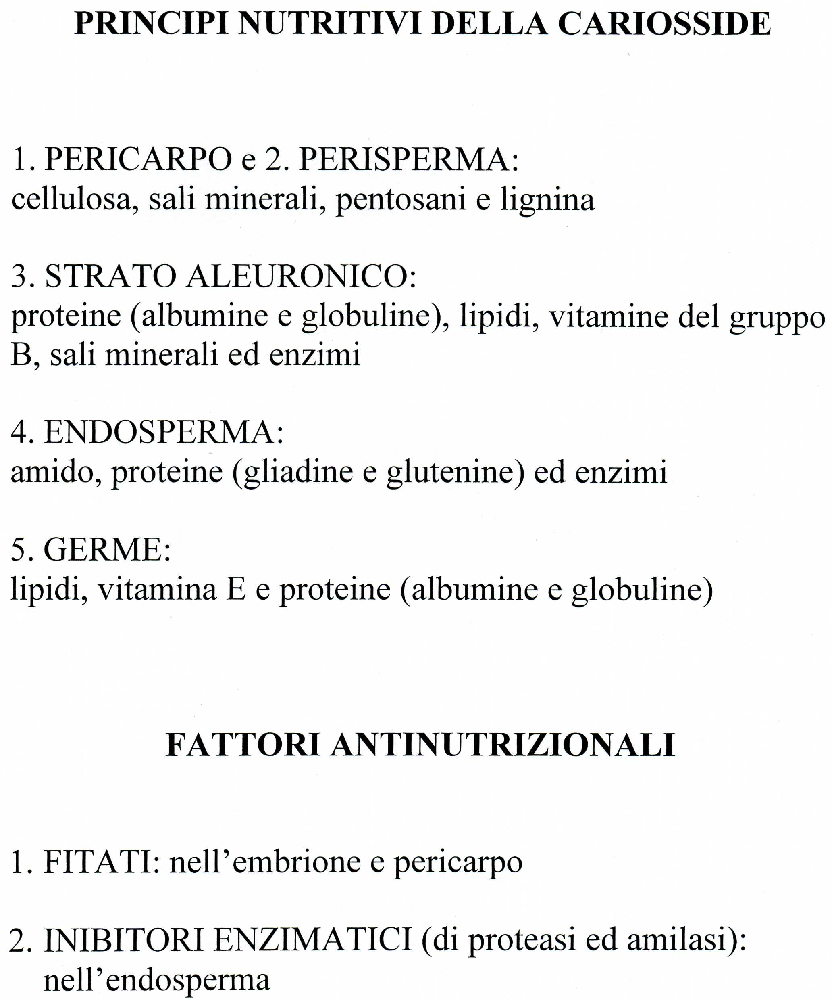 PRINCIPI NUTRITIVI DELLA CARIOSSIDE
1. PERICARPO e 2. PERISPERMA:
cellulosa, sali minerali, pentosani e lignina
3. STRATO ALEURONICO:
proteine (albumine e globuline), lipidi, vitamine del gruppo
B, sali minerali ed enzimi
4. ENDOSPERMA:
amido, proteine (gliadine e glutenine) ed enzimi
5. GERME:
lipidi, vitamina E e proteine (albumine e globuline)
FATTORI ANTINUTRIZIONALI
1. FITATI: nell’embrione e pericarpo
2. INIBITORI ENZIMATICI (di proteasi ed amilasi):
nell’endosperma